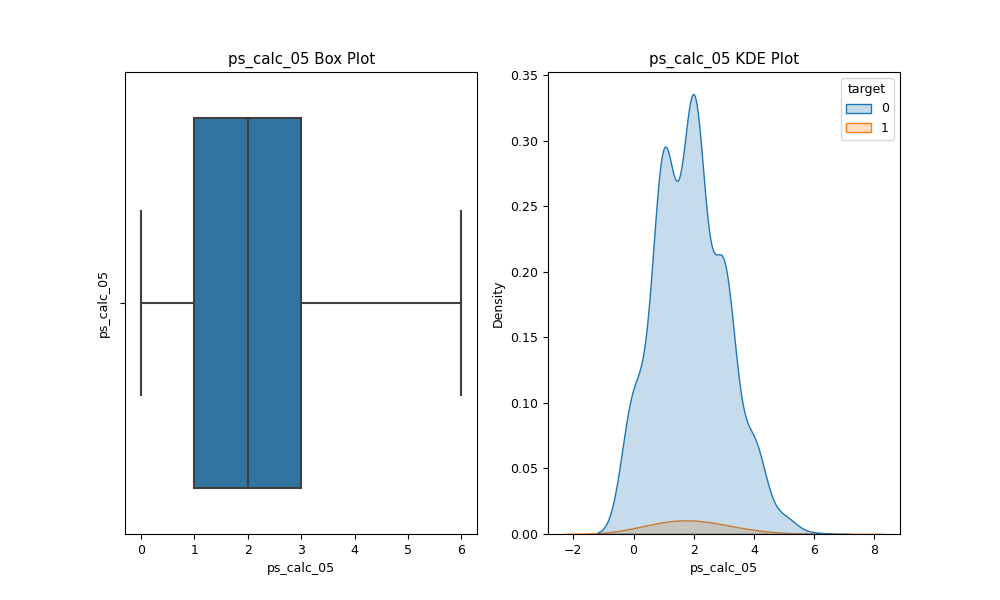 ps_calc_05 Box Plot
ps_calc_05
0 1 2 3 4 5 6
ps_calc_05
ps_calc_05 KDE Plot
Density
0.35
0.30
0.25
0.20
0.15
0.10
0.05
0.00
−2 0 2 4 6 8
ps_calc_05
target
0
1